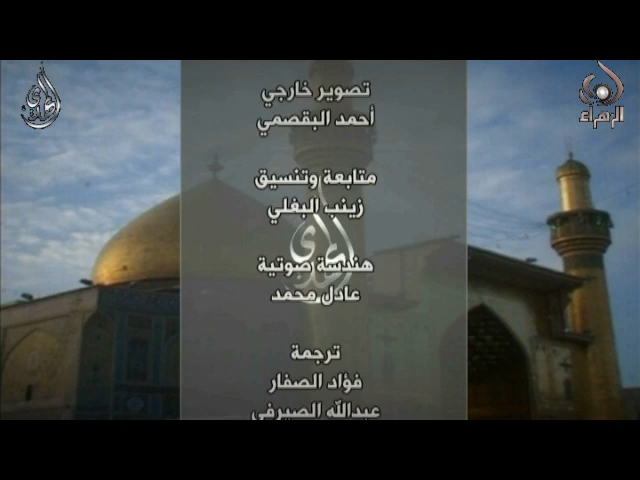 الزهراء
تصوير خارجي
أحمد البقصمي
متابعة وتنسيق
زينب البغلي
هندسة صوتية
عادل محمد
ترجمة
فؤاد الصفار
عبدالله الصيرفي